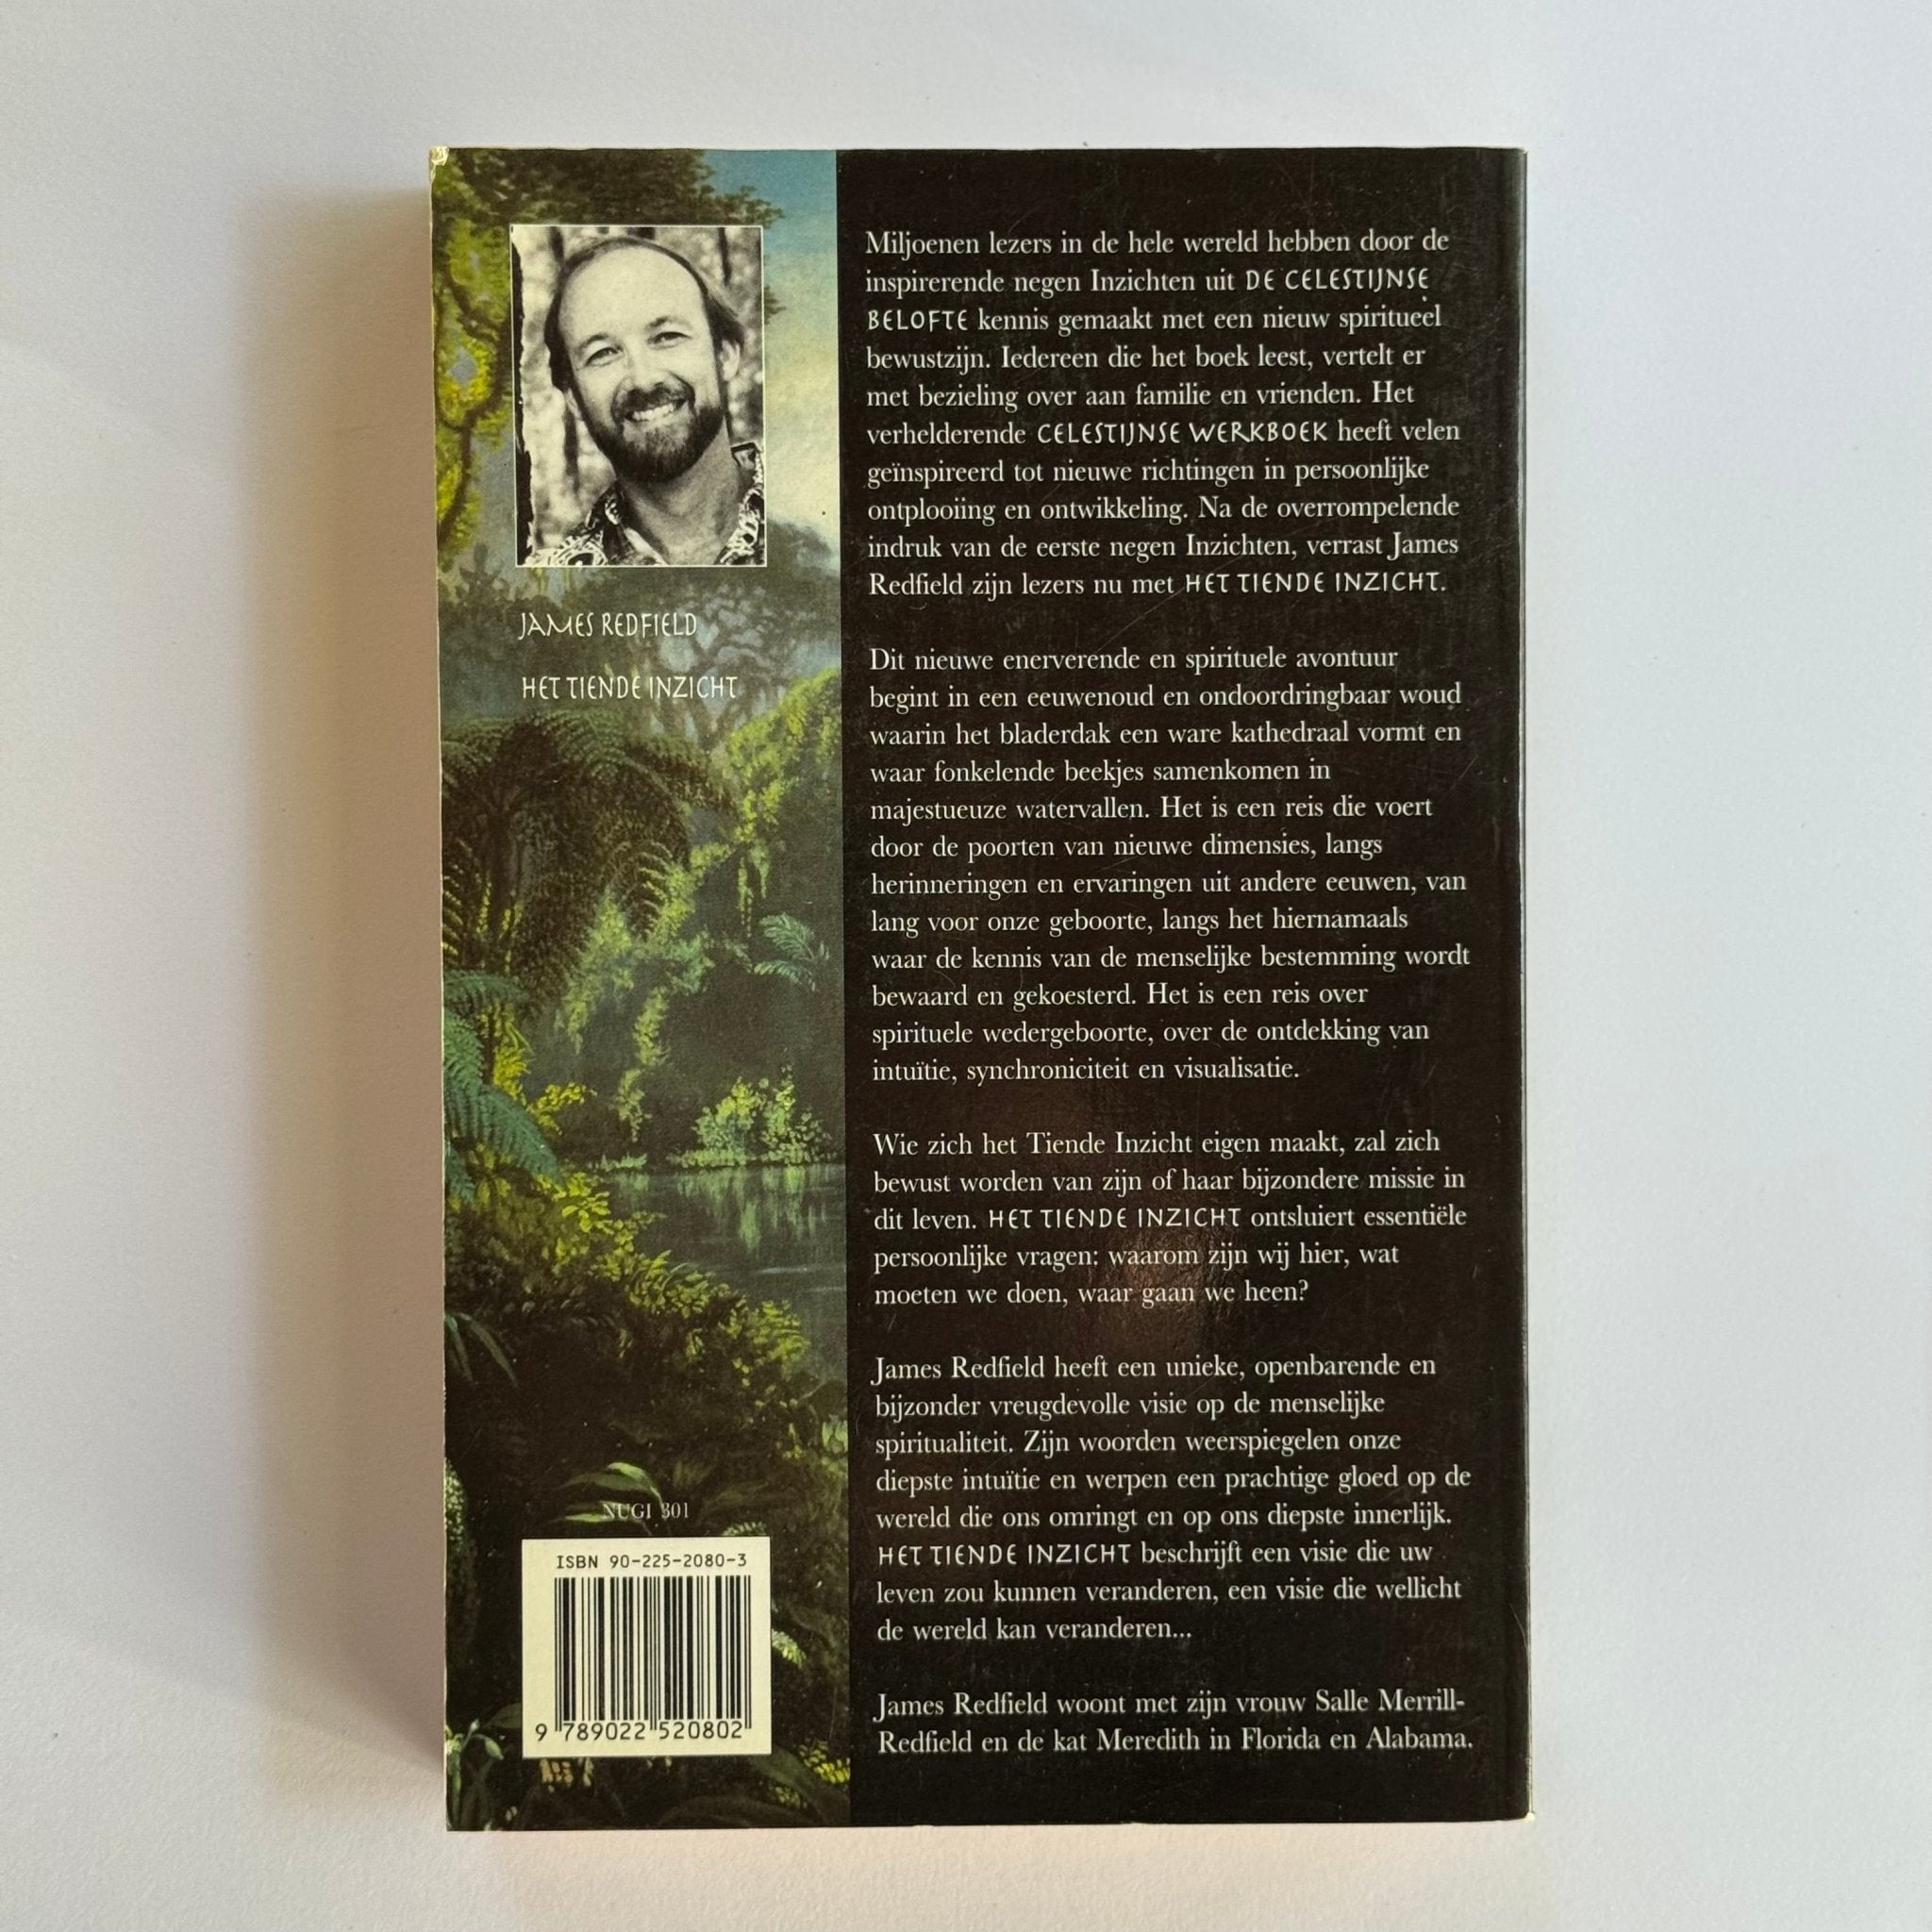 JAMES REDFIELD
HET TIENDE INZICHT
Miljoenen lezers in de hele wereld hebben door de
inspirerende negen Inzichten uit DE CELESTIJNSE
BELOFTE kennis gemaakt met een nieuw spiritueel
bewustzijn. Iedereen die het boek leest, vertelt er
met bezieling over aan familie en vrienden. Het
verhelderende CELESTIJNSE WERKBOEK heeft velen
geïnspireerd tot nieuwe richtingen in persoonlijke
ontplooiing en ontwikkeling. Na de overrompelende
indruk van de eerste negen Inzichten, verrast James
Redfield zijn lezers nu met HET TIENDE INZICHT.
Dit nieuwe enerverende en spirituele avontuur
begint in een eeuwenoud en ondoordringbaar woud
waarin het bladerdak een ware kathedraal vormt en
waar fonkelende beekjes samenkomen in
majestueuze watervallen. Het is een reis die voert
door de poorten van nieuwe dimensies, langs
herinneringen en ervaringen uit andere eeuwen, van
lang voor onze geboorte, langs het hiernamaals
waar de kennis van de menselijke bestemming wordt
bewaard en gekoesterd. Het is een reis over
spirituele wedergeboorte, over de ontdekking van
intuïtie, synchroniciteit en visualisatie.
Wie zich het Tiende Inzicht eigen maakt, zal zich
bewust worden van zijn of haar bijzondere missie in
dit leven. HET TIENDE INZICHT ontsluiert essentiële
persoonlijke vragen: waarom zijn wij hier, wat
moeten we doen, waar gaan we heen?
James Redfield heeft een unieke, openbarende en
bijzonder vreugdevolle visie op de menselijke
spiritualiteit. Zijn woorden weerspiegelen onze
diepste intuïtie en werpen een prachtige gloed op de
wereld die ons omringt en op ons diepste innerlijk.
HET TIENDE INZICHT beschrijft een visie die uw
leven zou kunnen veranderen, een visie die wellicht
de wereld kan veranderen...
James Redfield woont met zijn vrouw Salle Merrill-
Redfield en de kat Meredith in Florida en Alabama.
NUGI 301
ISBN 90-225-2080-3
9 789022 520802